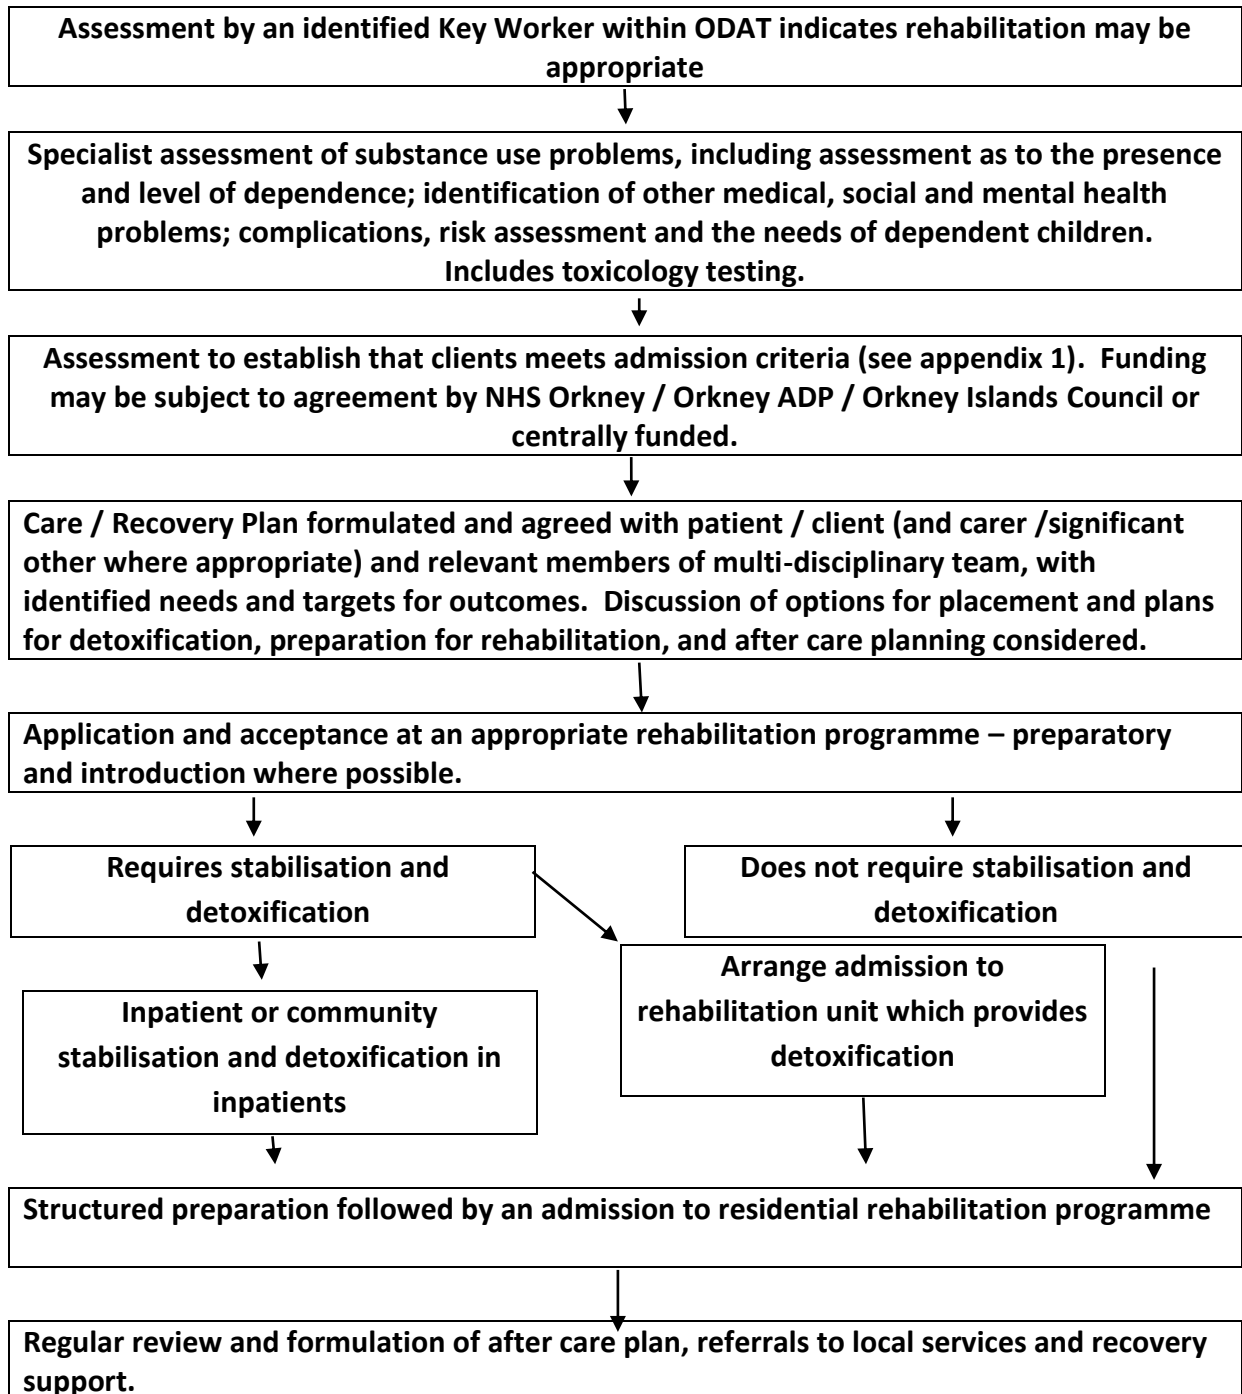 Assessment by an identified Key Worker within ODAT indicates rehabilitation may be
appropriate
Specialist assessment of substance use problems, including assessment as to the presence
and level of dependence; identification of other medical, social and mental health
problems; complications, risk assessment and the needs of dependent children.
Includes toxicology testing.
Assessment to establish that clients meets admission criteria (see appendix 1).  Funding
may be subject to agreement by NHS Orkney / Orkney ADP / Orkney Islands Council or
centrally funded.
Care / Recovery Plan formulated and agreed with patient / client (and carer /significant
other where appropriate) and relevant members of multi-disciplinary team, with
identified needs and targets for outcomes.  Discussion of options for placement and plans
for detoxification, preparation for rehabilitation, and after care planning considered.
Application and acceptance at an appropriate rehabilitation programme – preparatory
and introduction where possible.
Requires stabilisation and
detoxification
Does not require stabilisation and
detoxification
Arrange admission to
rehabilitation unit which provides
detoxification
Inpatient or community
stabilisation and detoxification in
inpatients
Structured preparation followed by an admission to residential rehabilitation programme
Regular review and formulation of after care plan, referrals to local services and recovery
support.